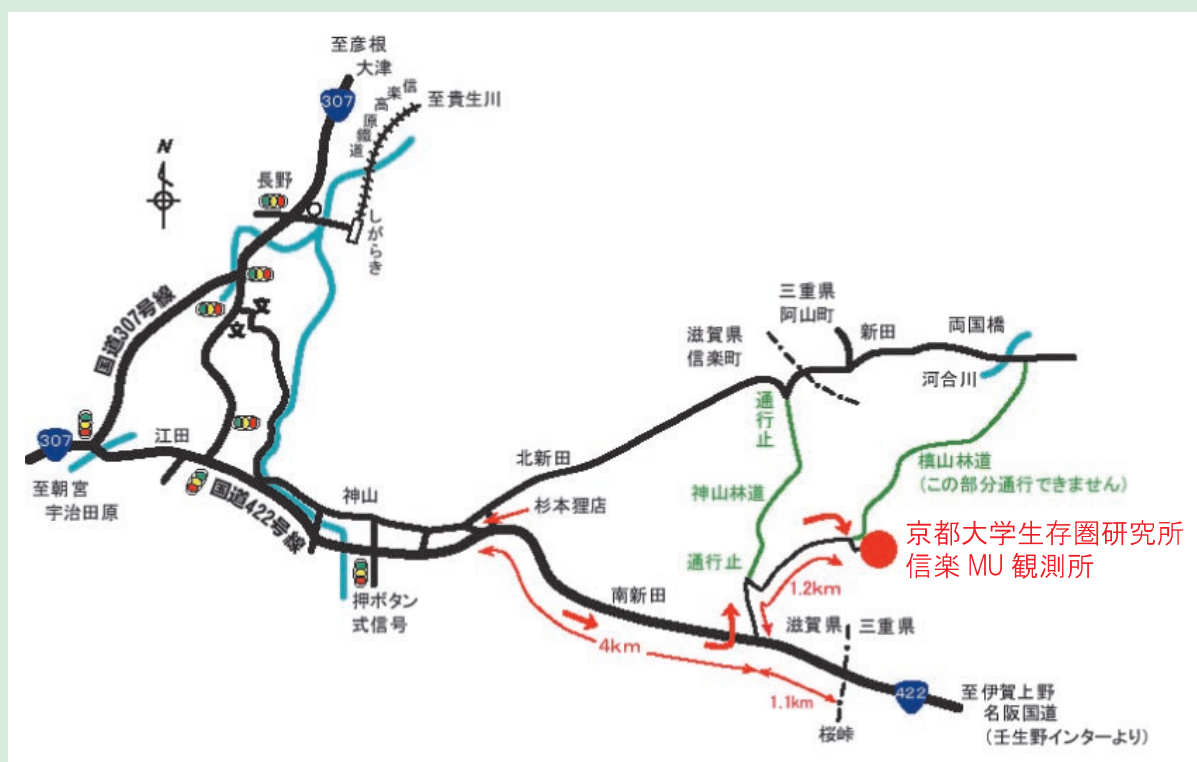 至彦根
大津
307
信楽高原鐵道
至貴生川
N
長野
しがらき
国道307号線
文
文
三重県
阿山町
新田
両国橋
滋賀県
信楽町
河合川
通行止
307
江田
北新田
槙山林道
(この部分通行できません)
至朝宮
宇治田原
国道422号線
神山
杉本狸店
神山林道
京都大学生存圏研究所
信楽 MU 観測所
通行止
1.2km
押ボタン
式信号
南新田
滋賀県
三重県
4km
1.1km
422
至伊賀上野
名阪国道
(壬生野インターより)
桜峠